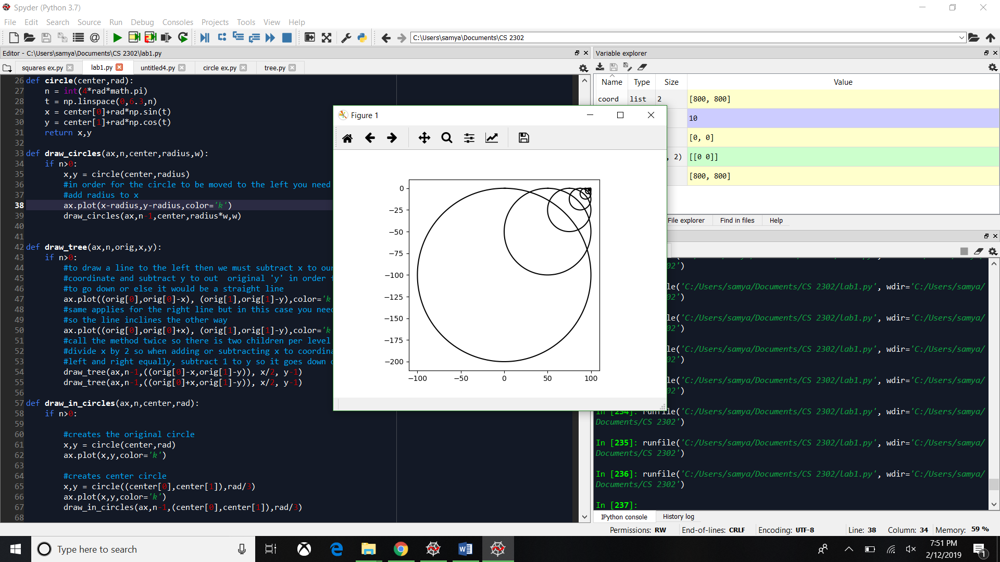 Spyder (Python 3.7)
File Edit Search Source Run Debug Consoles Projects Tools View Help
C:\Users\samya\Documents\CS 2302
Editor - C:\Users\samya\Documents\CS 2302\lab1.py
squares ex.py lab1.py untitled4.py circle ex.py tree.py
26 def circle(center,rad):
27 n = int(4*rad*math.pi)
28 t = np.linspace(0,6.3,n)
29 x = center[0]+rad*np.sin(t)
30 y = center[1]+rad*np.cos(t)
31 return x,y
32
33 def draw_circles(ax,n,center,radius,w):
34 if n>0:
35 x,y = circle(center,radius)
36 #in order for the circle to be moved to the left you need
37 #add radius to x
38 ax.plot(x-radius,y-radius,color='k')
39 draw_circles(ax,n-1,center,radius*w,w)
40
41
42 def draw_tree(ax,n,orig,x,y):
43 if n>0:
44 #to draw a line to the left then we must subtract x to our
45 #coordinate and subtract y to out  original 'y' in order
46 #to go down or else it would be a straight line
47 ax.plot((orig[0],orig[0]-x), (orig[1],orig[1]-y),color='k
48 #same applies for the right line but in this case you need
49 #so the line inclines the other way
50 ax.plot((orig[0],orig[0]+x), (orig[1],orig[1]-y),color='k
51 #call the method twice so there is two children per level
52 #divide x by 2 so when adding or subtracting x to coordina
53 #left and right equally, subtract 1 to y so it goes down
54 draw_tree(ax,n-1,((orig[0]-x,orig[1]-y)), x/2, y-1)
55 draw_tree(ax,n-1,((orig[0]+x,orig[1]-y)), x/2, y-1)
56
57 def draw_in_circles(ax,n,center,rad):
58 if n>0:
59
60 #creates the original circle
61 x,y = circle(center,rad)
62 ax.plot(x,y,color='k')
63
64 #creates center circle
65 x,y = circle((center[0],center[1]),rad/3)
66 ax.plot(x,y,color='k')
67 draw_in_circles(ax,n-1,(center[0],center[1]),rad/3)
68
Figure 1
0
−25
−50
−75
−100
−125
−150
−175
−200
−100 −50 0 50 100
Variable explorer
Name Type Size Value
coord list 2 [800, 800]
10
[0, 0]
, 2) [[0 0]]
[800, 800]
File explorer Find in files Help
02')
le('C:/Users/samya/Documents/CS 2302/lab1.py', wdir='C:/Users/samya/
02')
le('C:/Users/samya/Documents/CS 2302/lab1.py', wdir='C:/Users/samya/
02')
le('C:/Users/samya/Documents/CS 2302/lab1.py', wdir='C:/Users/samya/
02')
le('C:/Users/samya/Documents/CS 2302/lab1.py', wdir='C:/Users/samya/
02')
In [234]: runfile('C:/Users/samya/Documents/CS 2302/lab1.py', wdir='C:/Users/samya/
Documents/CS 2302')
In [235]: runfile('C:/Users/samya/Documents/CS 2302/lab1.py', wdir='C:/Users/samya/
Documents/CS 2302')
In [236]: runfile('C:/Users/samya/Documents/CS 2302/lab1.py', wdir='C:/Users/samya/
Documents/CS 2302')
In [237]:
IPython console History log
Permissions: RW End-of-lines: CRLF Encoding: UTF-8 Line: 38 Column: 34 Memory: 59 %
Type here to search
7:51 PM
2/12/2019
1